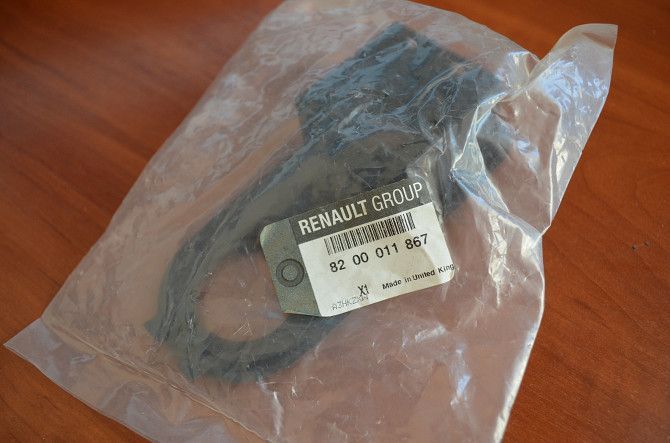 RENAULT GROUP
82 00 011 867
X1 Made in United King